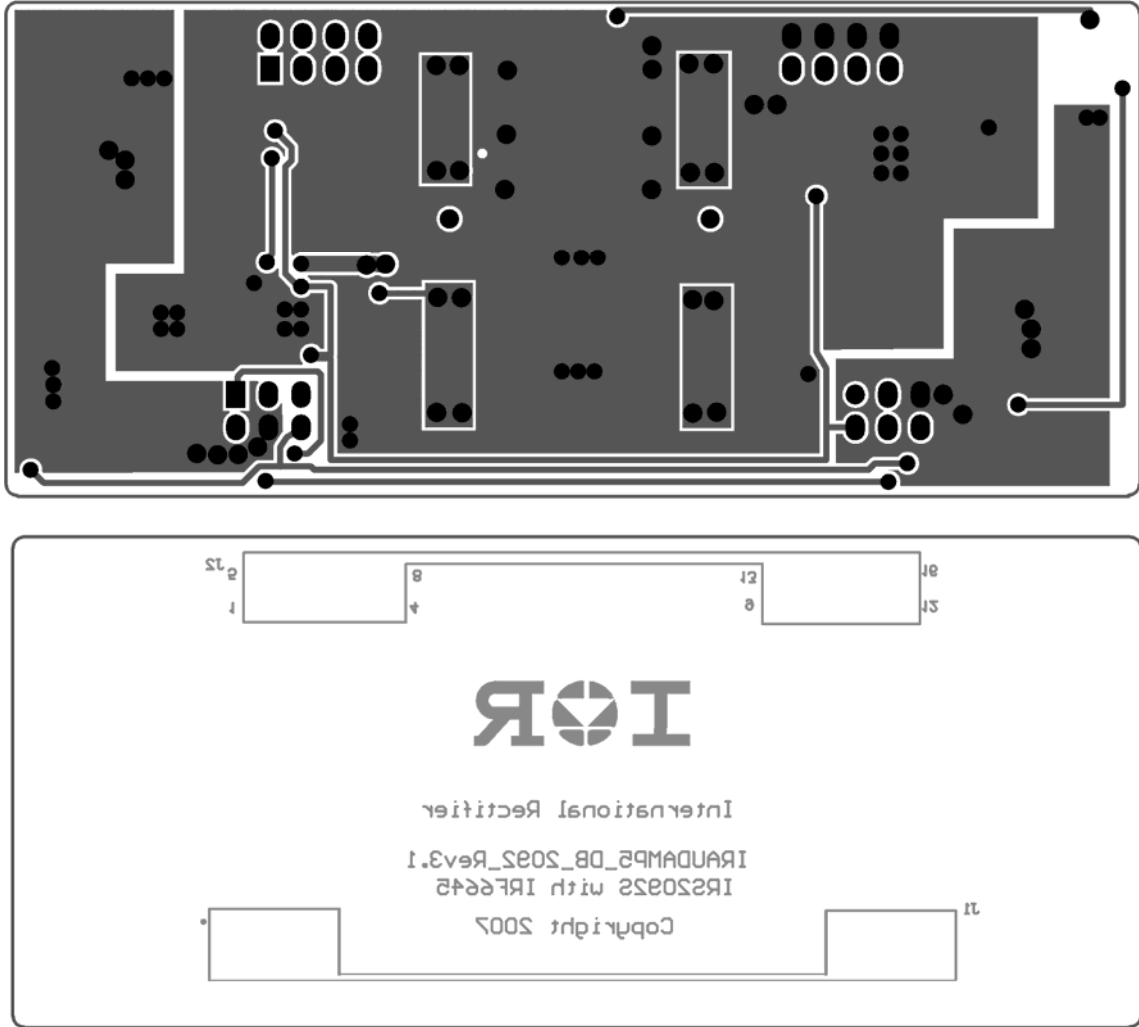 J2
5 8 13 16
1 4 9 12
IOR
International Rectifier
IRAUDAMP5_DB_2092_Rev3.1
IRS2092S with IRF6645
Copyright 2007
J1